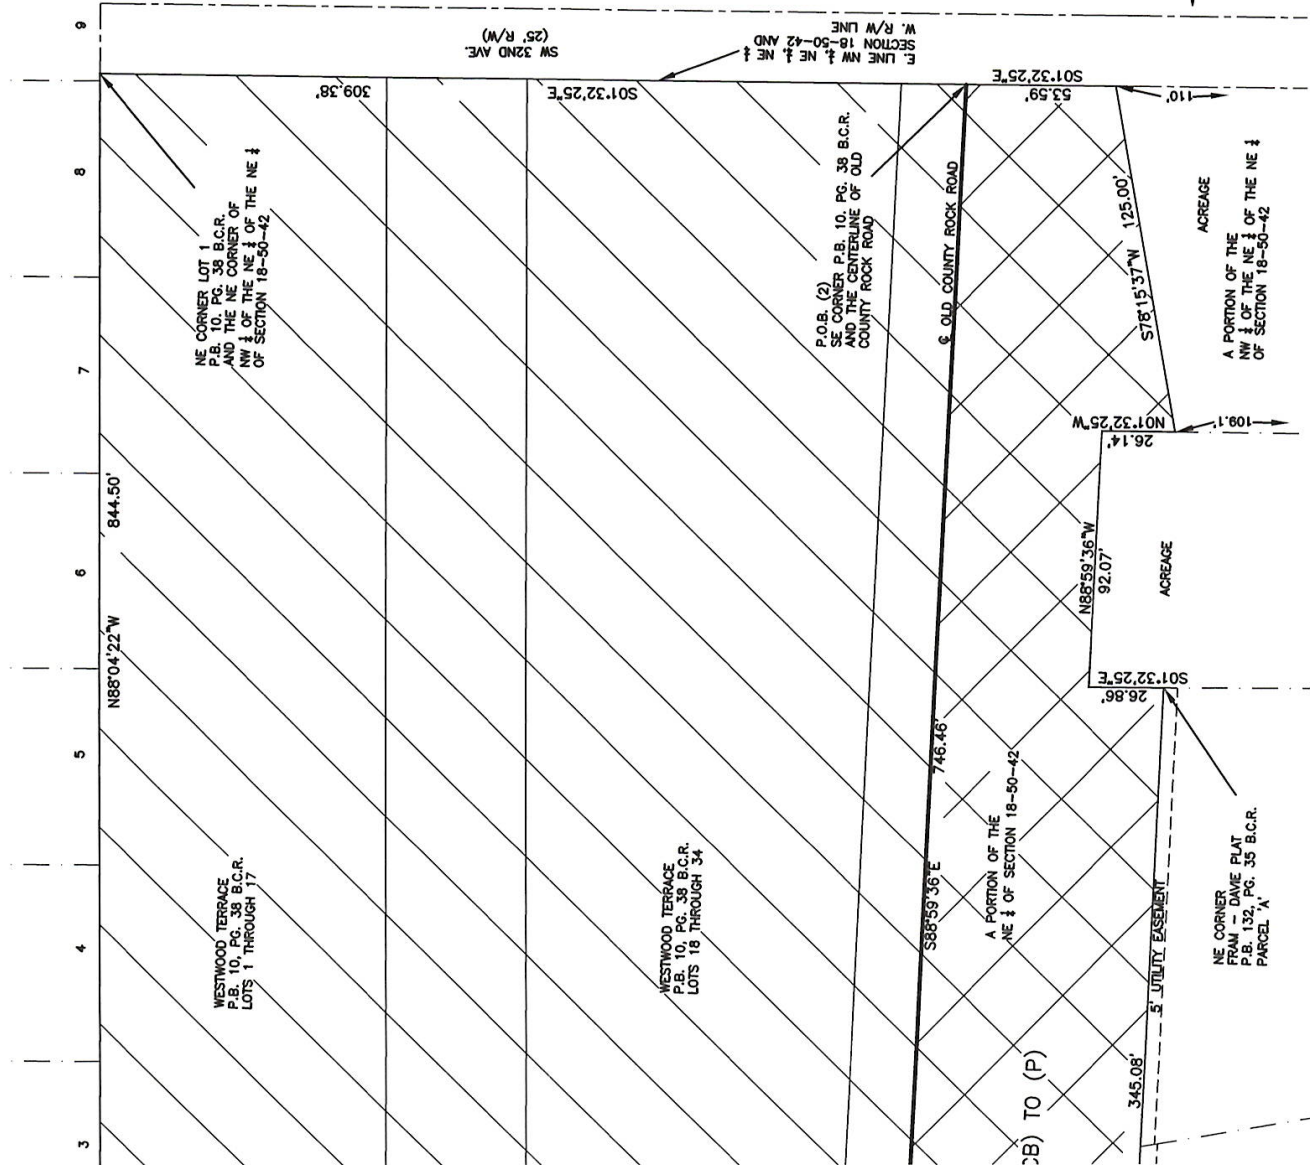 9
8
7
6
5
4
3
SW 32ND AVE.
(25' R/W)
E. LINE NW ¼, NE ¼, NE ¼
SECTION 18-50-42 AND
W. R/W LINE
309.38'
S01°32'25"E
S01°32'25"E
53.59'
110'
NE CORNER LOT 1
P.B. 10, PG. 38 B.C.R.
AND THE NE CORNER OF
NW ¼ OF THE NE ¼ OF THE NE ¼
OF SECTION 18-50-42
P.O.B. (2)
SE CORNER P.B. 10, PG. 38 B.C.R.
AND THE CENTERLINE OF OLD
COUNTY ROCK ROAD
℄ OLD COUNTY ROCK ROAD
S78°15'37"W 125.00'
ACREAGE
A PORTION OF THE
NW ¼ OF THE NE ¼ OF THE NE ¼
OF SECTION 18-50-42
N01°32'25"W
26.14'
109.1'
N88°04'22"W 844.50'
N88°59'36"W
92.07'
ACREAGE
S01°32'25"E
26.86'
S88°59'36"E 746.46'
A PORTION OF THE
NE ¼ OF SECTION 18-50-42
WESTWOOD TERRACE
P.B. 10, PG. 38 B.C.R.
LOTS 1 THROUGH 17
WESTWOOD TERRACE
P.B. 10, PG. 38 B.C.R.
LOTS 18 THROUGH 34
NE CORNER
FRAM - DAVIE PLAT
P.B. 132, PG. 35 B.C.R.
PARCEL 'A'
5' UTILITY EASEMENT
345.08'
CB) TO (P)